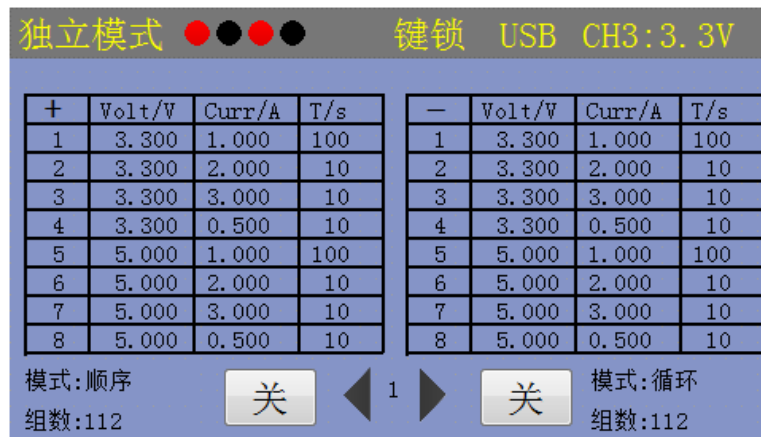 独立模式 键锁 USB CH3:3.3V
+ Volt/V Curr/A T/s — Volt/V Curr/A T/s
1 3.300 1.000 100 1 3.300 1.000 100
2 3.300 2.000 10 2 3.300 2.000 10
3 3.300 3.000 10 3 3.300 3.000 10
4 3.300 0.500 10 4 3.300 0.500 10
5 5.000 1.000 100 5 5.000 1.000 100
6 5.000 2.000 10 6 5.000 2.000 10
7 5.000 3.000 10 7 5.000 3.000 10
8 5.000 0.500 10 8 5.000 0.500 10
模式:顺序 关 1 关 模式:循环
组数:112 组数:112